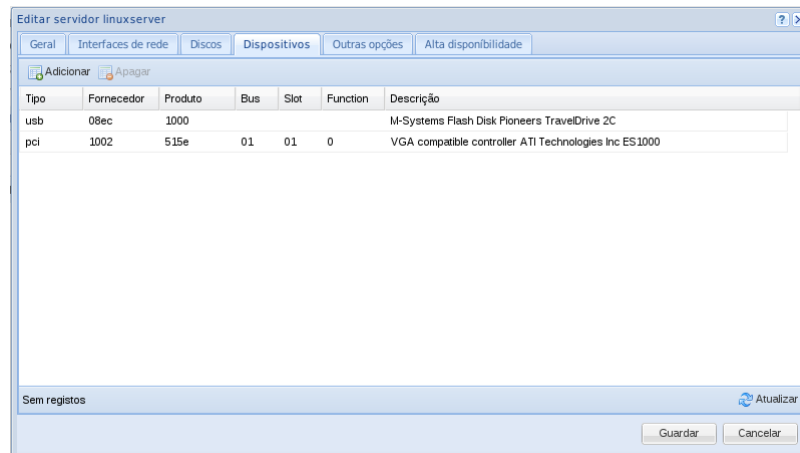 Editar servidor linuxserver
Geral Interfaces de rede Discos Dispositivos Outras opções Alta disponíbilidade
Adicionar Apagar
Tipo Fornecedor Produto Bus Slot Function Descrição
usb 08ec 1000 M-Systems Flash Disk Pioneers TravelDrive 2C
pci 1002 515e 01 01 0 VGA compatible controller ATI Technologies Inc ES1000
Sem registos Atualizar
Guardar Cancelar